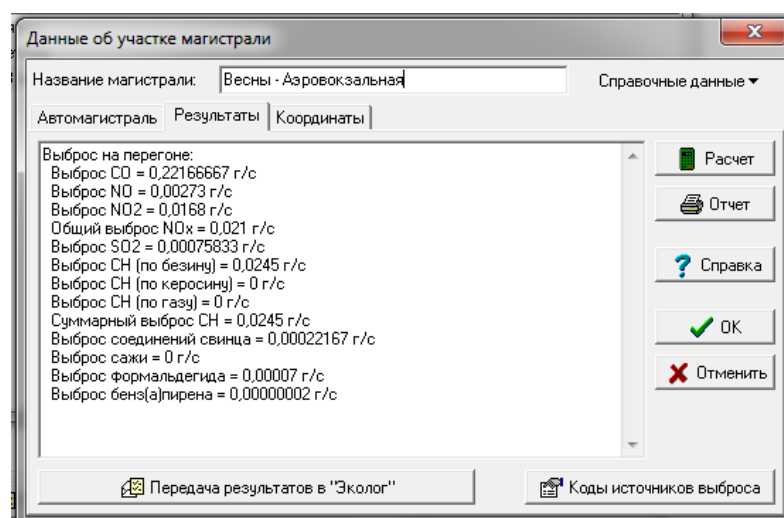 Данные об участке магистрали
Название магистрали: Весны - Аэровокзальная Справочные данные
Автомагистраль Результаты Координаты
Выброс на перегоне:
Выброс CO = 0,22166667 г/с
Выброс NO = 0,00273 г/с
Выброс NO2 = 0,0168 г/с
Общий выброс NOx = 0,021 г/с
Выброс SO2 = 0,00075833 г/с
Выброс CH (по безину) = 0,0245 г/с
Выброс CH (по керосину) = 0 г/с
Выброс CH (по газу) = 0 г/с
Суммарный выброс CH = 0,0245 г/с
Выброс соединений свинца = 0,00022167 г/с
Выброс сажи = 0 г/с
Выброс формальдегида = 0,00007 г/с
Выброс бенз(а)пирена = 0,00000002 г/с
Расчет
Отчет
Справка
OK
Отменить
Передача результатов в "Эколог"
Коды источников выброса